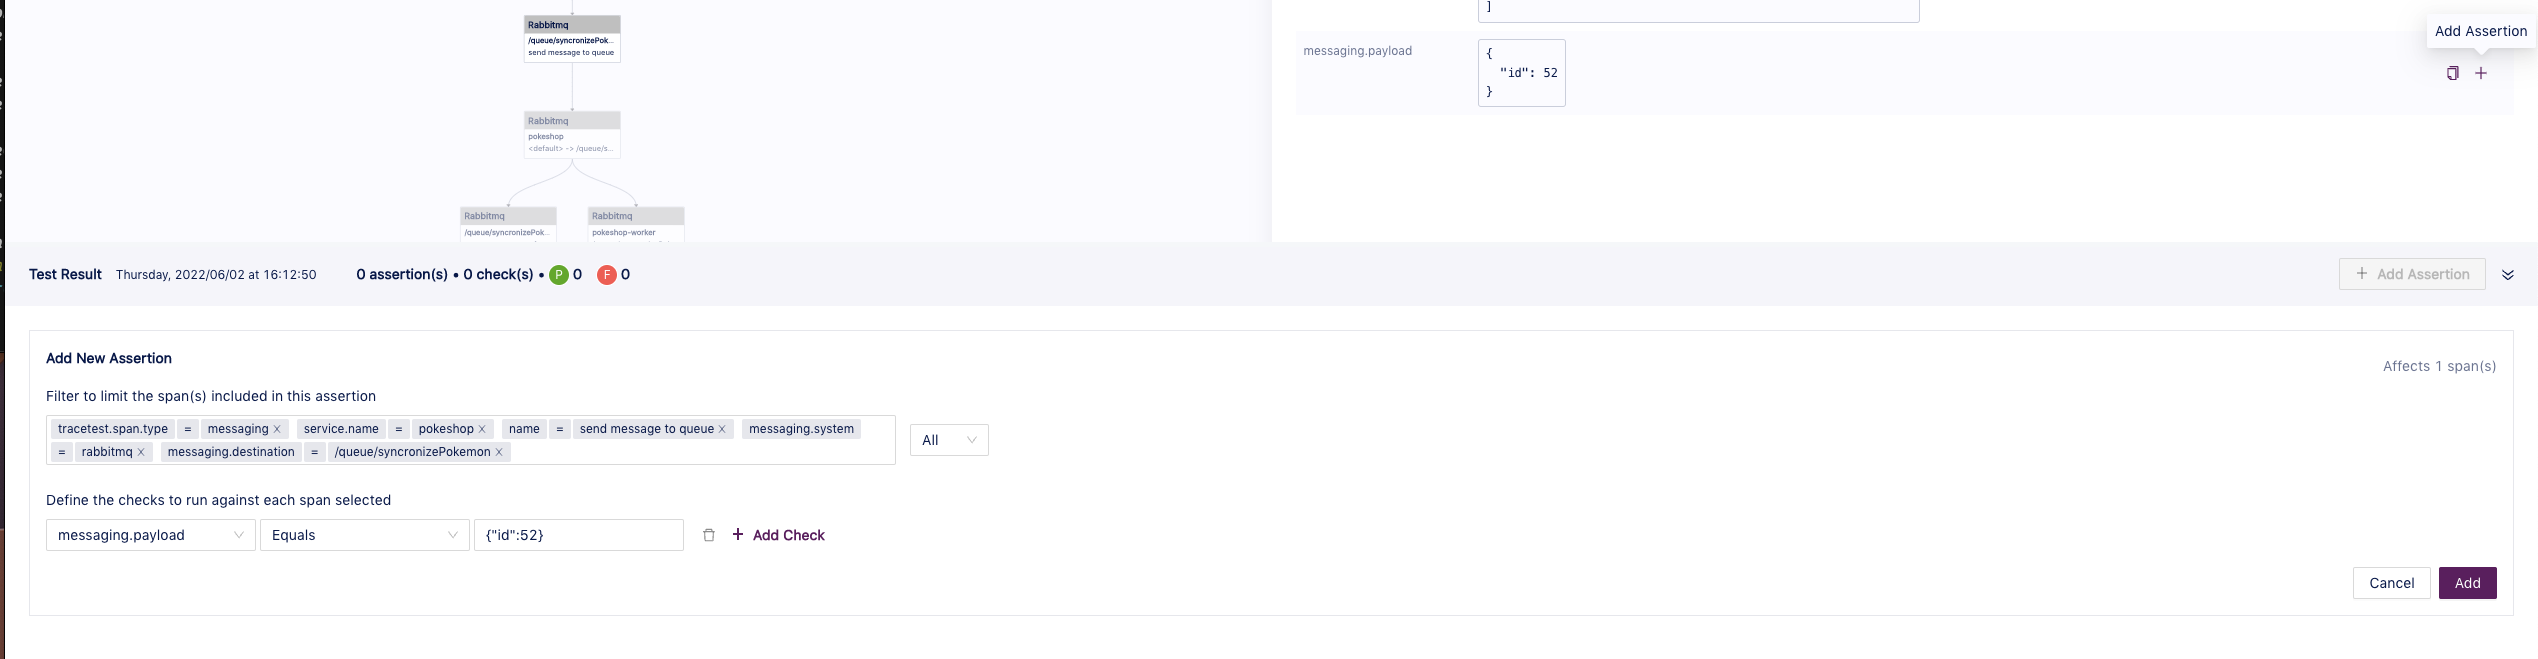 Rabbitmq
/queue/syncronizePok...
send message to queue
Rabbitmq
pokeshop
<default> -> /queue/s...
Rabbitmq
/queue/syncronizePok...
Rabbitmq
pokeshop-worker
]
messaging.payload
{
"id": 52
}
Add Assertion
Test Result Thursday, 2022/06/02 at 16:12:50 0 assertion(s) • 0 check(s) • P 0 F 0
+ Add Assertion
Add New Assertion
Affects 1 span(s)
Filter to limit the span(s) included in this assertion
tracetest.span.type = messaging × service.name = pokeshop × name = send message to queue × messaging.system
= rabbitmq × messaging.destination = /queue/syncronizePokemon ×
All
Define the checks to run against each span selected
messaging.payload Equals {"id":52} + Add Check
Cancel Add